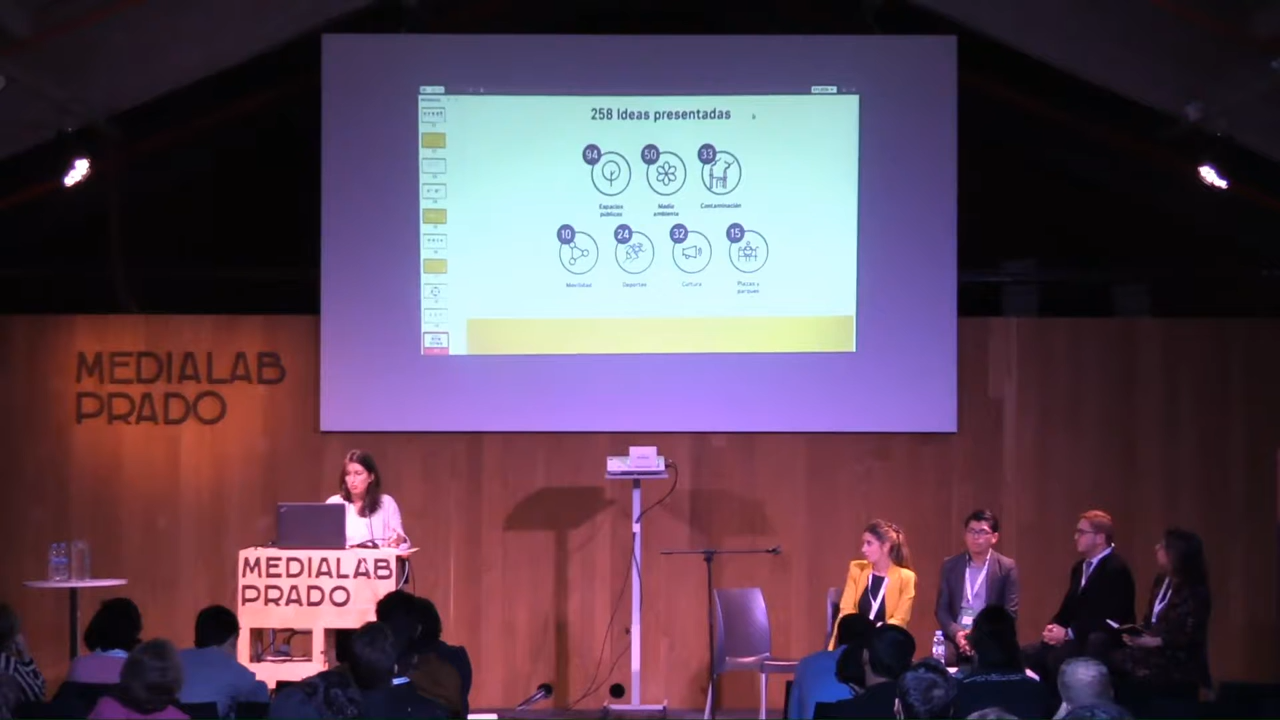 258 Ideas presentadas
94
50
33
Espacios
públicos
Medio
ambiente
Contaminación
10
24
32
15
Movilidad
Deportes
Cultura
Plazas y
parques
MEDIALAB
PRADO
MEDIALAB
PRADO